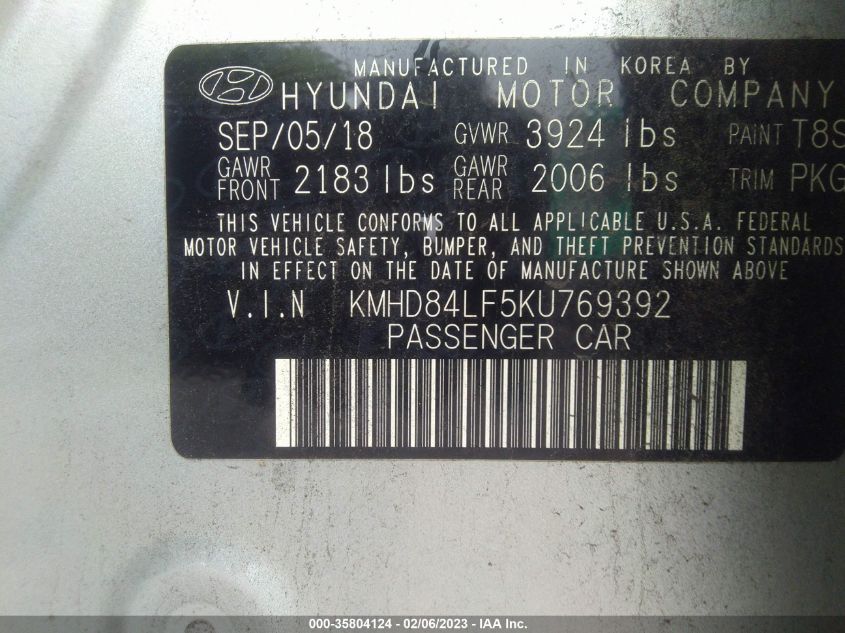 MANUFACTURED IN KOREA BY
HYUNDAI MOTOR COMPANY
SEP/05/18 GVWR 3924 lbs PAINT T8S
GAWR FRONT 2183 lbs GAWR REAR 2006 lbs TRIM PKG
THIS VEHICLE CONFORMS TO ALL APPLICABLE U.S.A. FEDERAL
MOTOR VEHICLE SAFETY, BUMPER, AND THEFT PREVENTION STANDARDS
IN EFFECT ON THE DATE OF MANUFACTURE SHOWN ABOVE
V.I.N KMHD84LF5KU769392
PASSENGER CAR
000-35804124 - 02/06/2023 - IAA Inc.